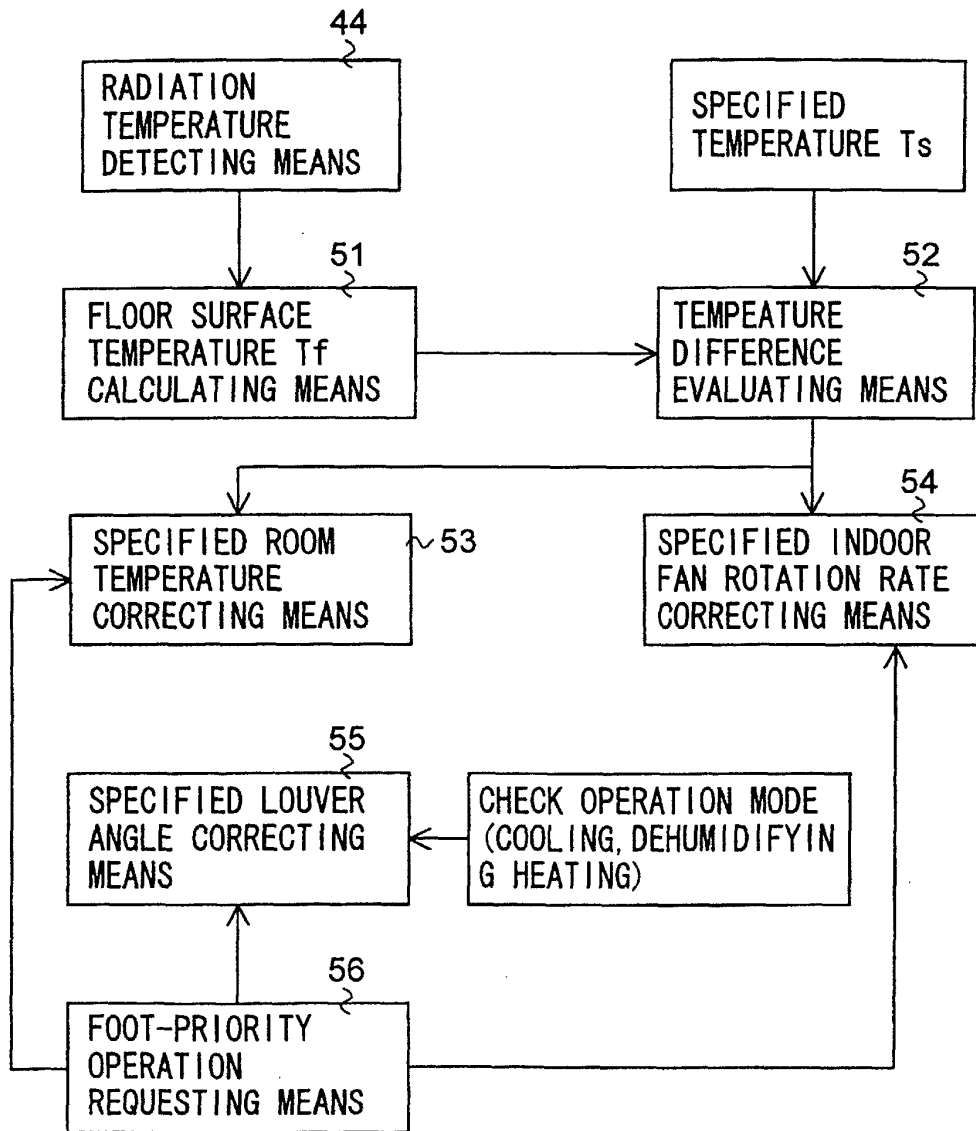 44
RADIATION
TEMPERATURE
DETECTING MEANS
SPECIFIED
TEMPERATURE Ts
51
FLOOR SURFACE
TEMPERATURE Tf
CALCULATING MEANS
52
TEMPEATURE
DIFFERENCE
EVALUATING MEANS
SPECIFIED ROOM
TEMPERATURE
CORRECTING MEANS
53
54
SPECIFIED INDOOR
FAN ROTATION RATE
CORRECTING MEANS
55
SPECIFIED LOUVER
ANGLE CORRECTING
MEANS
CHECK OPERATION MODE
(COOLING, DEHUMIDIFYIN
G HEATING)
56
FOOT-PRIORITY
OPERATION
REQUESTING MEANS